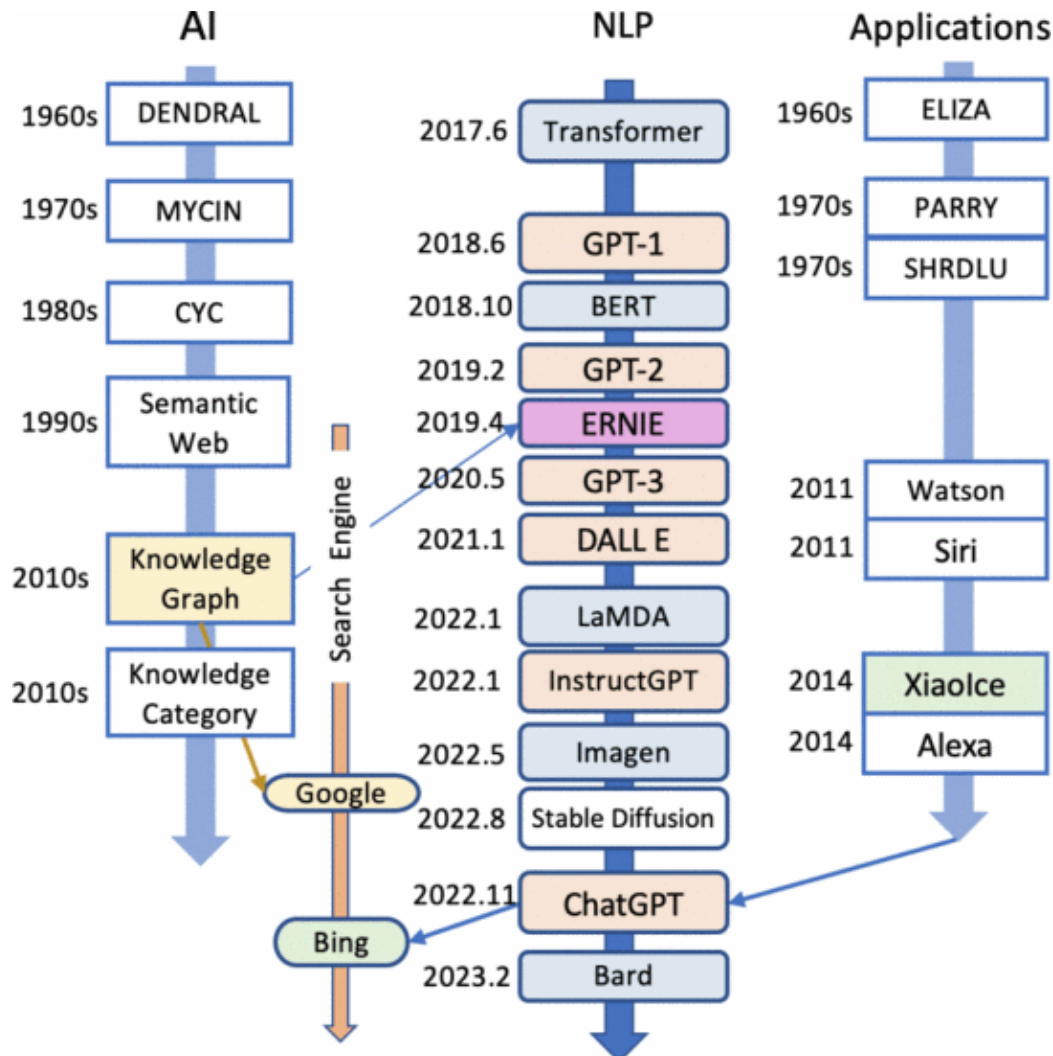 AI
NLP
Applications
1960s
DENDRAL
1970s
MYCIN
1980s
CYC
1990s
Semantic
Web
2010s
Knowledge
Graph
2010s
Knowledge
Category
Search Engine
Google
Bing
2017.6
Transformer
2018.6
GPT-1
2018.10
BERT
2019.2
GPT-2
2019.4
ERNIE
2020.5
GPT-3
2021.1
DALL E
2022.1
LaMDA
2022.1
InstructGPT
2022.5
Imagen
2022.8
Stable Diffusion
2022.11
ChatGPT
2023.2
Bard
1960s
ELIZA
1970s
PARRY
1970s
SHRDLU
2011
Watson
2011
Siri
2014
XiaoIce
2014
Alexa